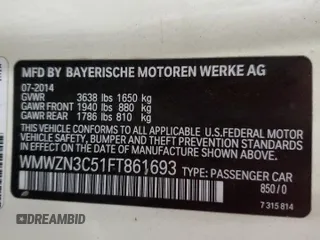 MFD BY BAYERISCHE MOTOREN WERKE AG
07-2014
GVWR 3638 lbs 1650 kg
GAWR FRONT 1940 lbs 880 kg
GAWR REAR 1786 lbs 810 kg
THIS VEHICLE CONFORMS TO ALL APPLICABLE U.S.FEDERAL MOTOR
VEHICLE SAFETY, BUMPER AND THEFT PREVENTION STANDARDS
IN EFFECT ON THE DATE OF MANUFACTURE SHOWN ABOVE.
WMWZN3C51FT861693 TYPE: PASSENGER CAR
850/0
7 315 814
DREAMBID